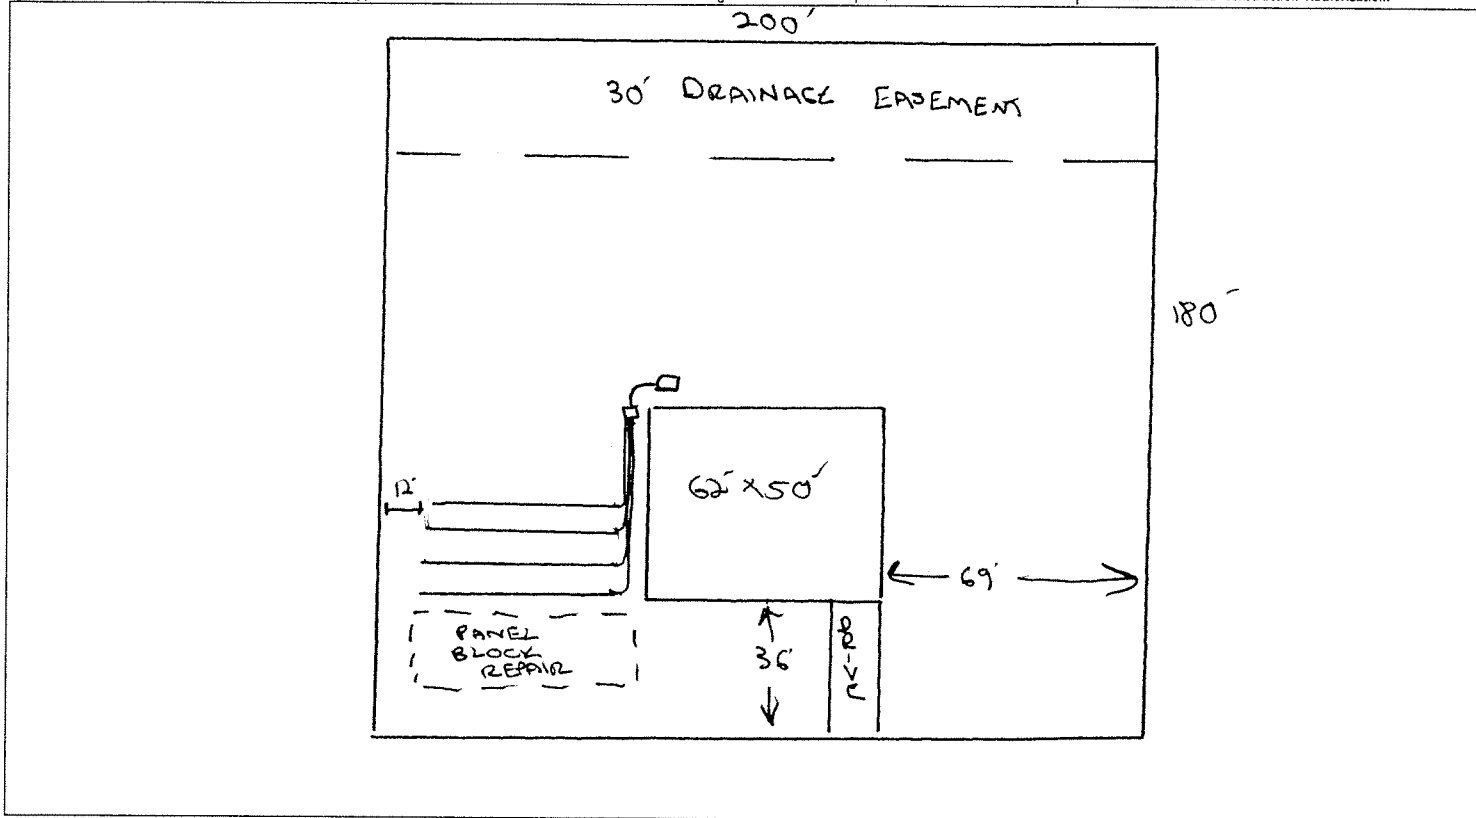 200'
30' DRAINAGE EASEMENT
180'
12'
62' x 50'
69'
PANEL
BLOCK
REPAIR
36'
DRIVE